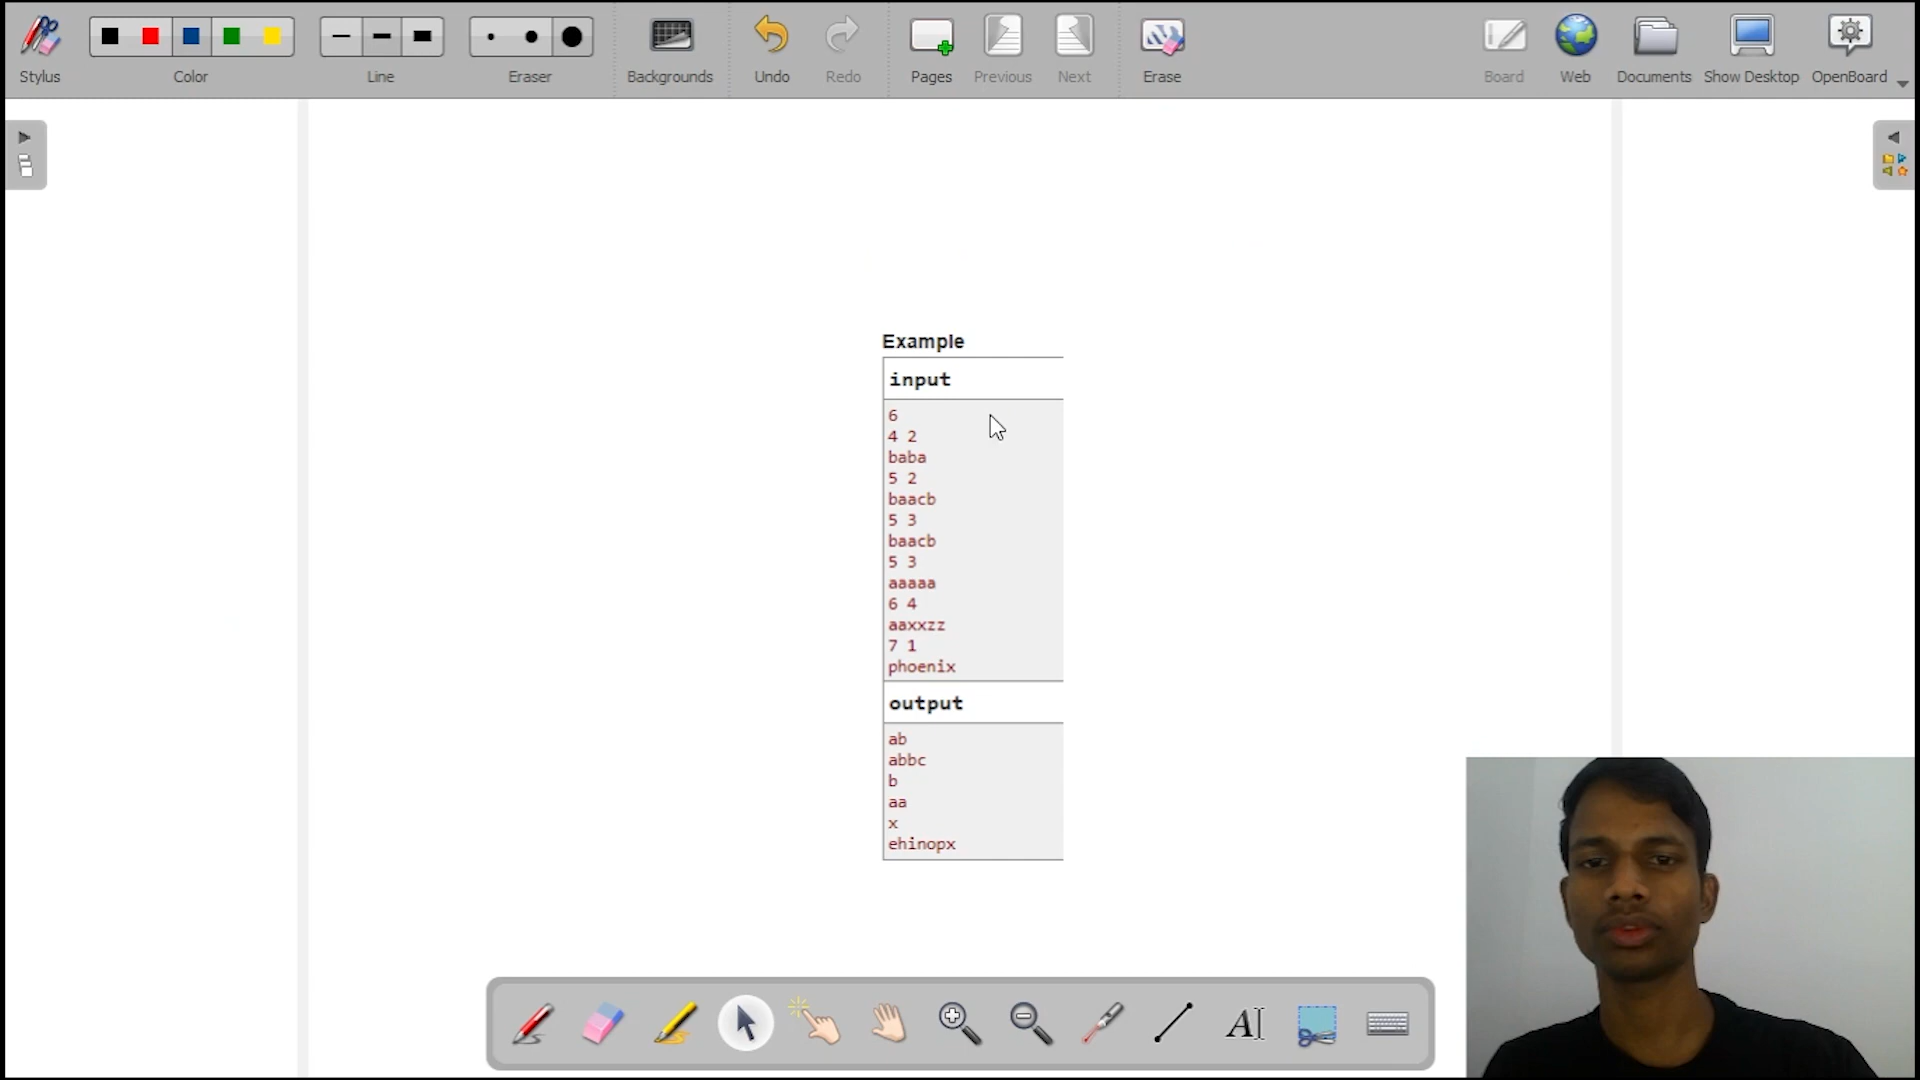 Stylus
Color
Line
Eraser
Backgrounds
Undo
Redo
Pages
Previous
Next
Erase
Board
Web
Documents
Show Desktop
OpenBoard
Example
input
6
4 2
baba
5 2
baacb
5 3
baacb
5 3
aaaaa
6 4
aaxxzz
7 1
phoenix
output
ab
abbc
b
aa
x
ehinopx
A